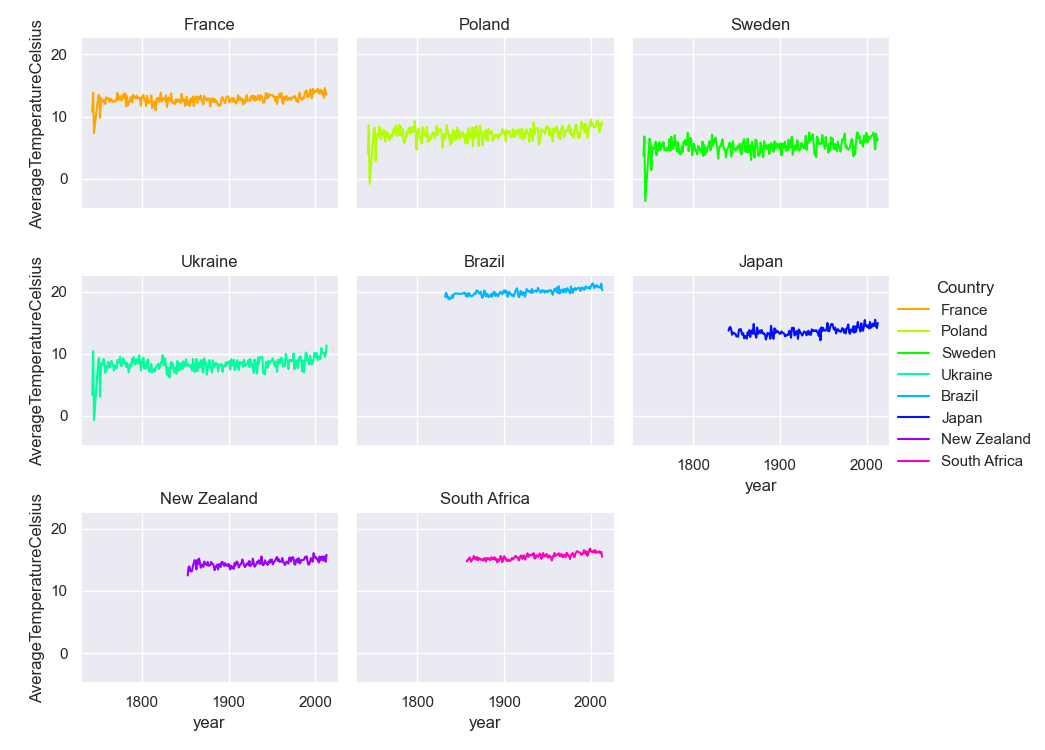 France
Poland
Sweden
AverageTemperatureCelsius
20
10
0
Ukraine
Brazil
Japan
AverageTemperatureCelsius
20
10
0
1800 1900 2000
year
Country
France
Poland
Sweden
Ukraine
Brazil
Japan
New Zealand
South Africa
New Zealand
South Africa
AverageTemperatureCelsius
20
10
0
1800 1900 2000
year
1800 1900 2000
year